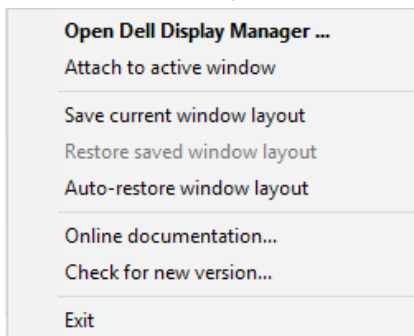 Open Dell Display Manager ...
Attach to active window
Save current window layout
Restore saved window layout
Auto-restore window layout
Online documentation...
Check for new version...
Exit